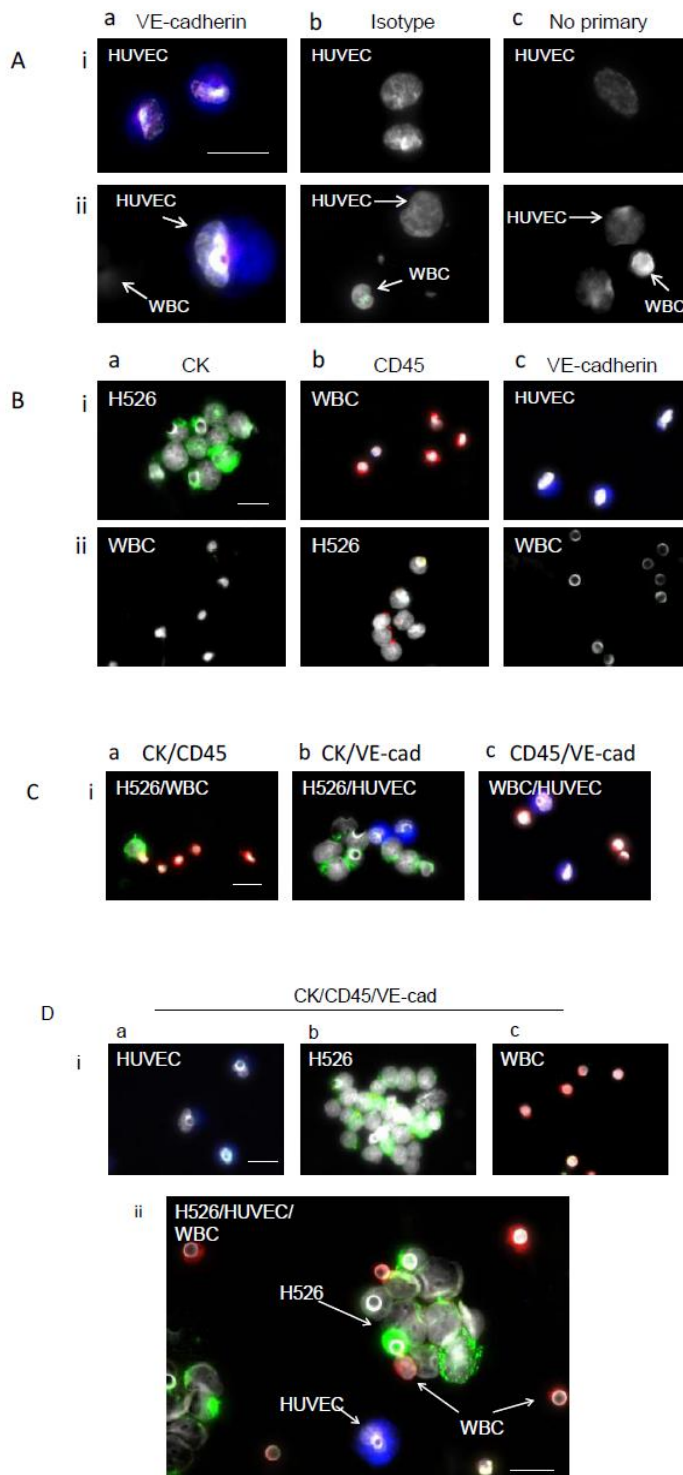 a b c
VE-cadherin Isotype No primary
A i HUVEC HUVEC HUVEC
ii HUVEC HUVEC HUVEC
WBC WBC WBC
a b c
CK CD45 VE-cadherin
B i H526 WBC HUVEC
ii WBC H526 WBC
a b c
CK/CD45 CK/VE-cad CD45/VE-cad
C i H526/WBC H526/HUVEC WBC/HUVEC
CK/CD45/VE-cad
D
a b c
i HUVEC H526 WBC
ii H526/HUVEC/
WBC
H526
HUVEC
WBC